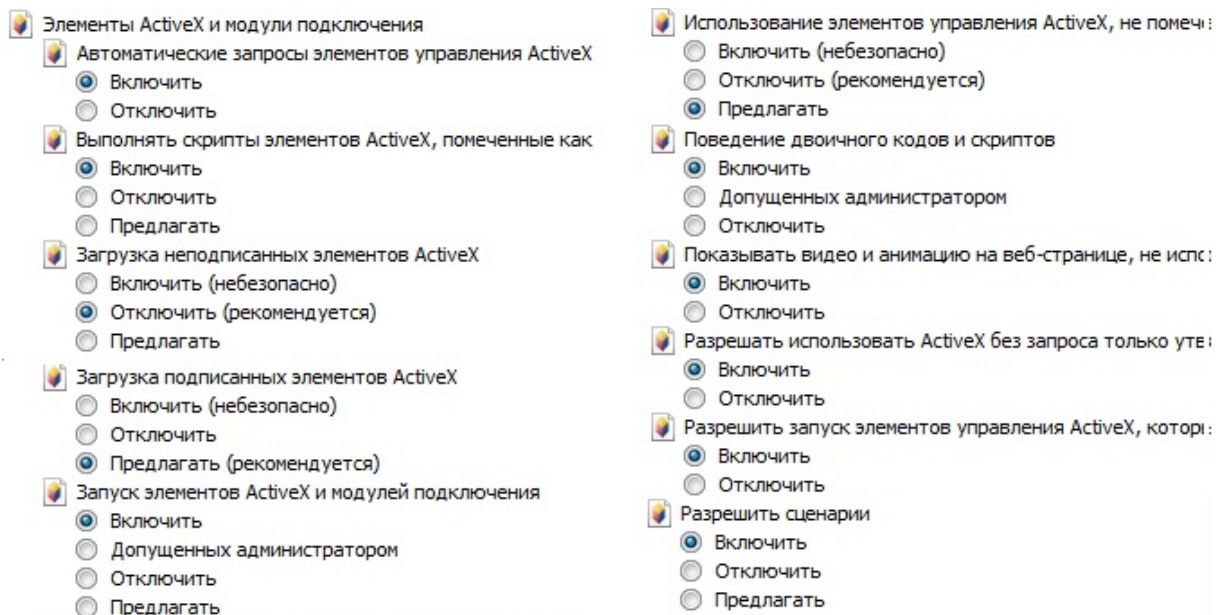 Элементы ActiveX и модули подключения
Автоматические запросы элементов управления ActiveX
Включить
Отключить
Выполнять скрипты элементов ActiveX, помеченные как
Включить
Отключить
Предлагать
Загрузка неподписанных элементов ActiveX
Включить (небезопасно)
Отключить (рекомендуется)
Предлагать
Загрузка подписанных элементов ActiveX
Включить (небезопасно)
Отключить
Предлагать (рекомендуется)
Запуск элементов ActiveX и модулей подключения
Включить
Допущенных администратором
Отключить
Предлагать
Использование элементов управления ActiveX, не
Включить (небезопасно)
Отключить (рекомендуется)
Предлагать
Поведение двоичного кодов и скриптов
Включить
Допущенных администратором
Отключить
Показывать видео и анимацию на веб-странице, не
Включить
Отключить
Разрешать использовать ActiveX без запроса только
Включить
Отключить
Разрешить запуск элементов управления ActiveX,
Включить
Отключить
Разрешить сценарии
Включить
Отключить
Предлагать